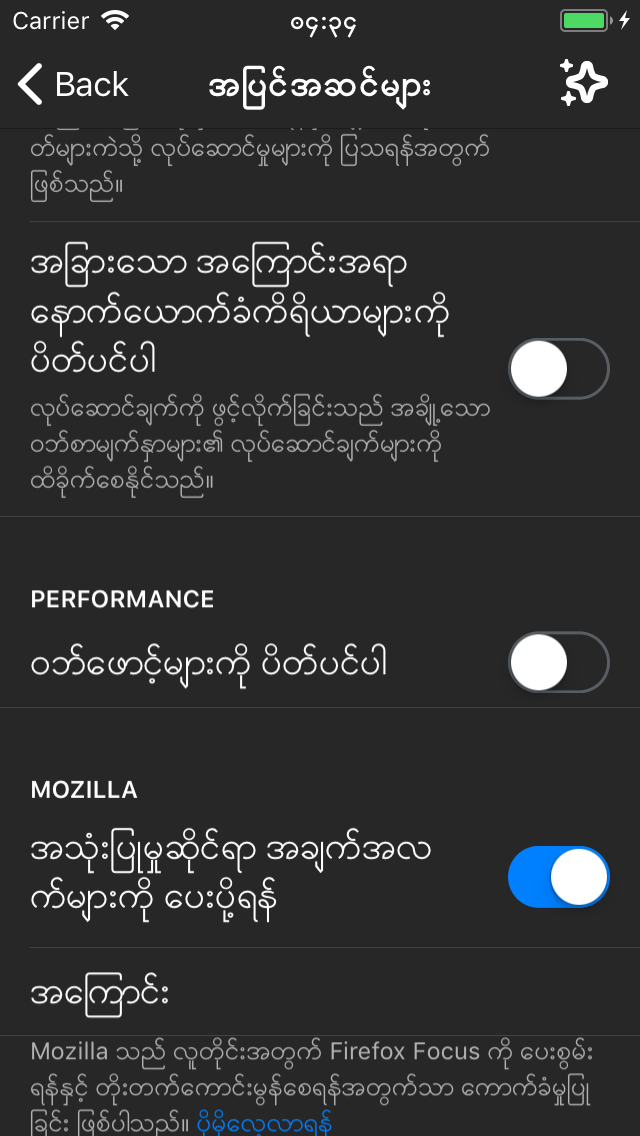 Carrier ၀၄:၃၄
Back အပြင်အဆင်များ
တ်များကဲသို့ လုပ်ဆောင်မှုများကို ပြသရန်အတွက်
ဖြစ်သည်။
အခြားသော အကြောင်းအရာ
နောက်ယောက်ခံကိရိယာများကို
ပိတ်ပင်ပါ
လုပ်ဆောင်ချက်ကို ဖွင့်လိုက်ခြင်းသည် အချို့သော
ဝဘ်စာမျက်နှာများ၏ လုပ်ဆောင်ချက်များကို
ထိခိုက်စေနိုင်သည်။
PERFORMANCE
ဝဘ်ဖောင့်များကို ပိတ်ပင်ပါ
MOZILLA
အသုံးပြုမှုဆိုင်ရာ အချက်အလ
က်များကို ပေးပို့ရန်
အကြောင်း
Mozilla သည် လူတိုင်းအတွက် Firefox Focus ကို ပေးစွမ်း
ရန်နှင့် တိုးတက်ကောင်းမွန်စေရန်အတွက်သာ ကောက်ခံမှုပြု
ခြင်း ဖြစ်ပါသည်။ ပိုမိုလေ့လာရန်